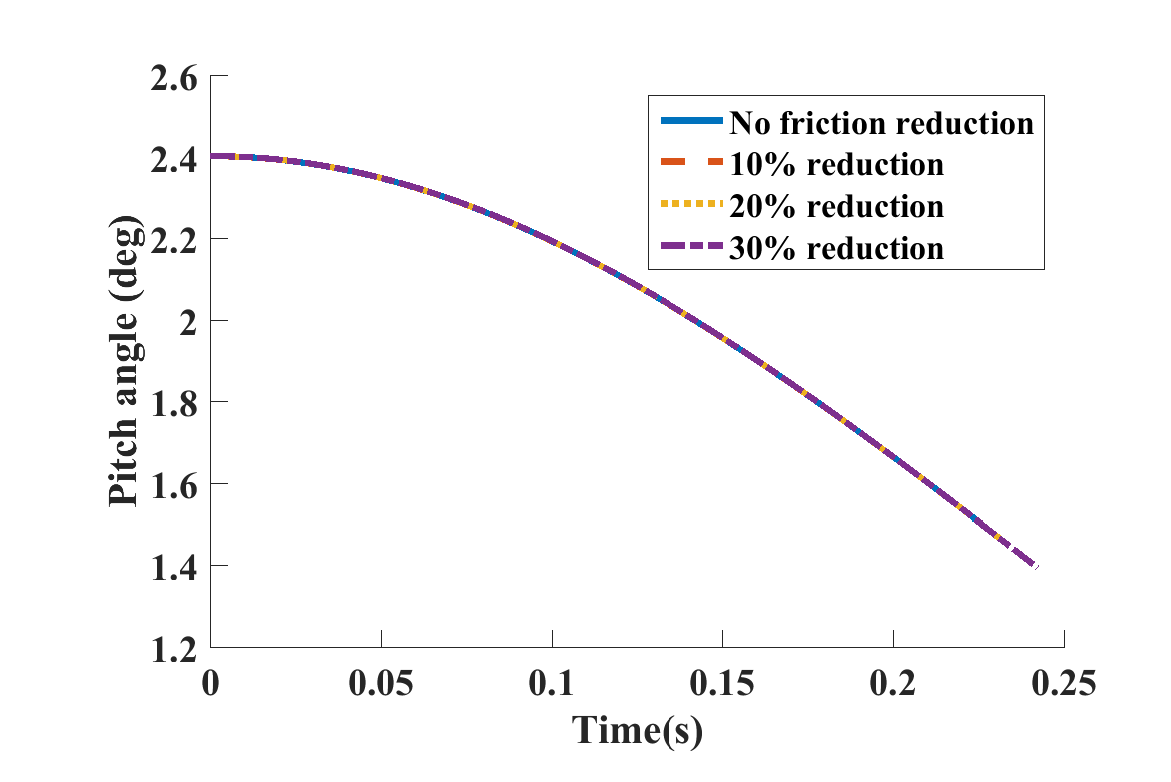 2.6
2.4
2.2
2
1.8
1.6
1.4
1.2
Pitch angle (deg)
No friction reduction
10% reduction
20% reduction
30% reduction
0 0.05 0.1 0.15 0.2 0.25
Time(s)